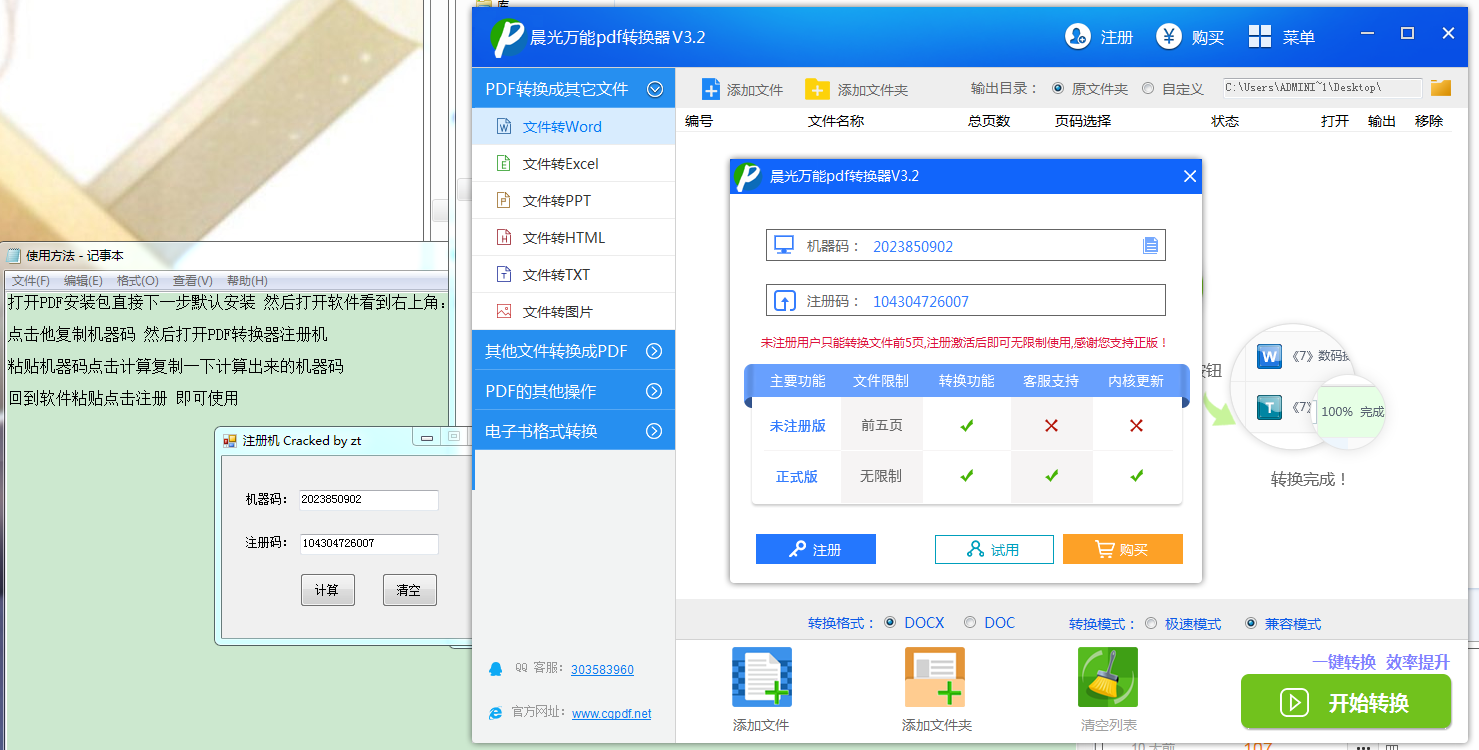 库
晨光万能pdf转换器V3.2
注册 购买 菜单
PDF转换成其它文件
文件转Word
文件转Excel
文件转PPT
文件转HTML
文件转TXT
文件转图片
其他文件转换成PDF
PDF的其他操作
电子书格式转换
QQ 客服: 303583960
官方网址: www.cgpdf.net
添加文件 添加文件夹 输出目录： 原文件夹 自定义 C:\Users\ADMINI~1\Desktop\
编号 文件名称 总页数 页码选择 状态 打开 输出 移除
晨光万能pdf转换器V3.2
机器码： 2023850902
注册码： 104304726007
未注册用户只能转换文件前5页,注册激活后即可无限制使用,感谢您支持正版！
主要功能 文件限制 转换功能 客服支持 内核更新
未注册版 前五页
正式版 无限制
注册 试用 购买
按钮
W 《7》数码
T 《7》
100% 完成
转换完成！
转换格式： DOCX DOC 转换模式： 极速模式 兼容模式
添加文件 添加文件夹 清空列表
一键转换 效率提升
开始转换
使用方法 - 记事本
文件(F) 编辑(E) 格式(O) 查看(V) 帮助(H)
打开PDF安装包直接下一步默认安装 然后打开软件看到右上角:
点击他复制机器码 然后打开PDF转换器注册机
粘贴机器码点击计算复制一下计算出来的机器码
回到软件粘贴点击注册 即可使用
注册机 Cracked by zt
机器码: 2023850902
注册码: 104304726007
计算 清空
10 天前 107